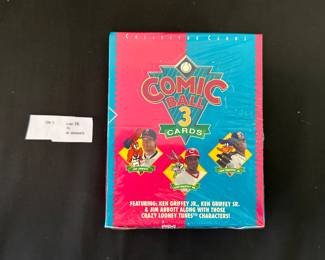 COLLECTOR CARDS
COMIC
BALL
3
CARDS
FEATURING: KEN GRIFFEY JR., KEN GRIFFEY SR.
& JIM ABBOTT ALONG WITH THOSE
CRAZY LOONEY TUNES™ CHARACTERS!